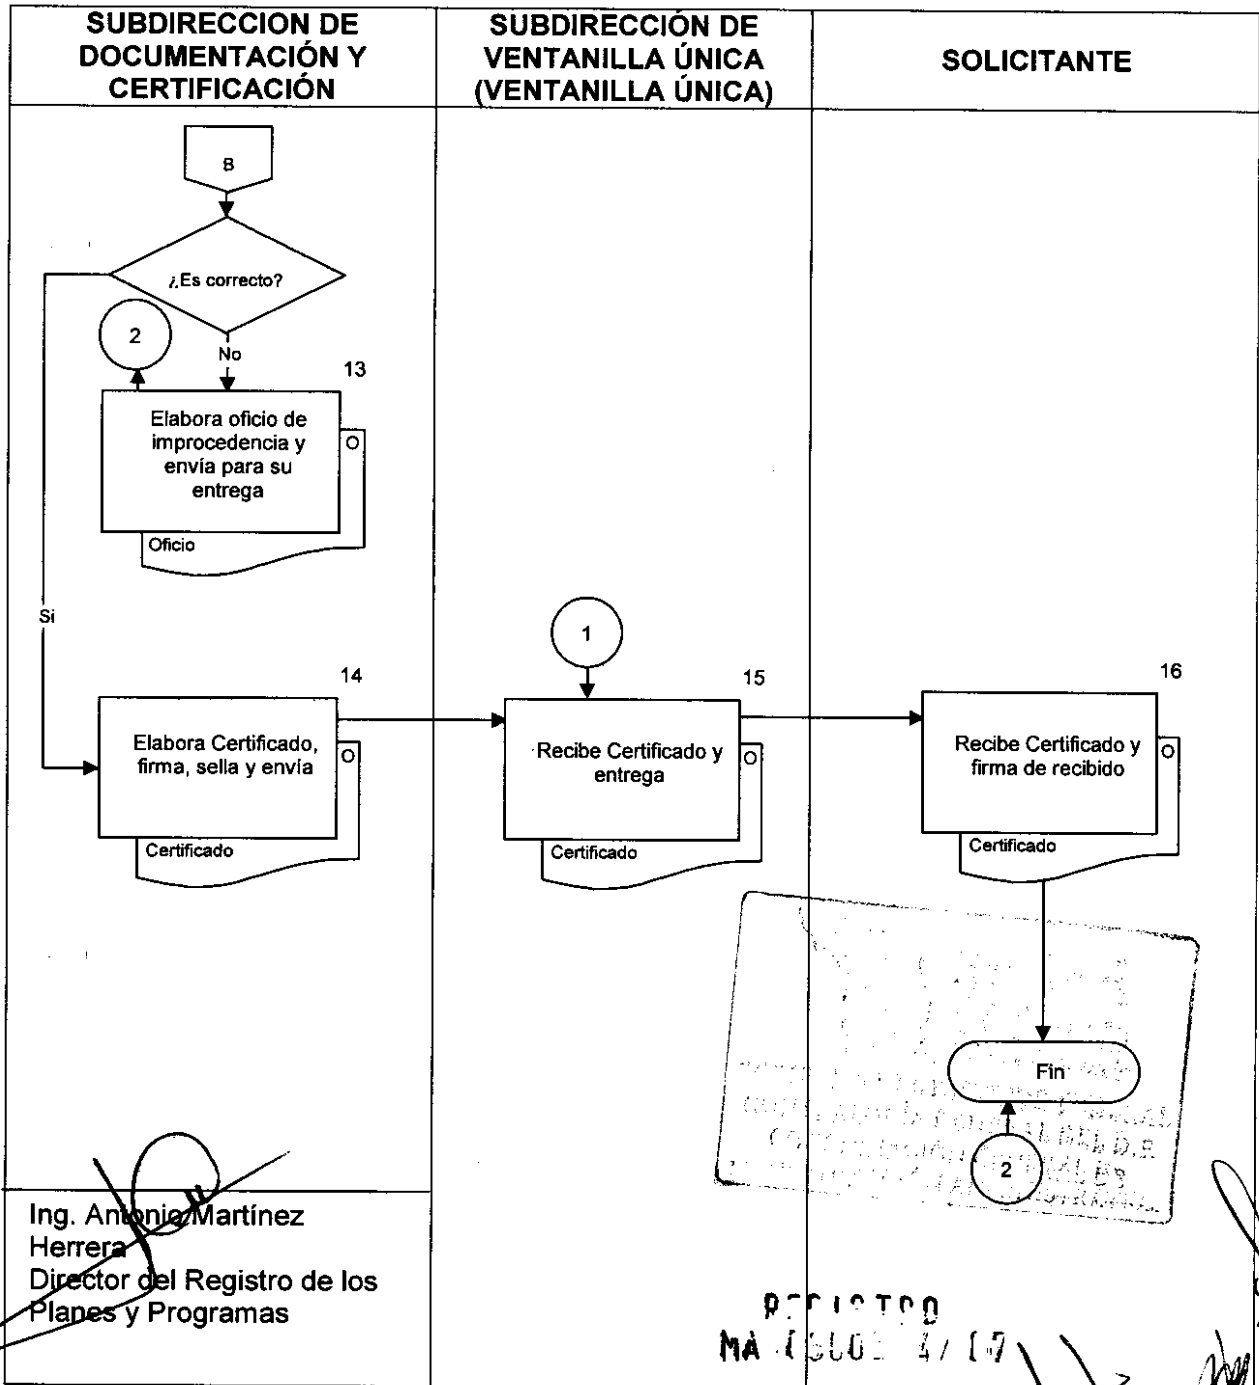 SUBDIRECCION DE
DOCUMENTACIÓN Y
CERTIFICACIÓN
SUBDIRECCIÓN DE
VENTANILLA ÚNICA
(VENTANILLA ÚNICA)
SOLICITANTE
B
¿Es correcto?
2
No
13
Elabora oficio de
improcedencia y
envía para su
entrega
O
Oficio
Si
1
14
Elabora Certificado,
firma, sella y envía
O
Certificado
15
Recibe Certificado y
entrega
O
Certificado
16
Recibe Certificado y
firma de recibido
O
Certificado
Fin
2
Ing. Antonio Martínez
Herrera
Director del Registro de los
Planes y Programas
REGISTRO
MA